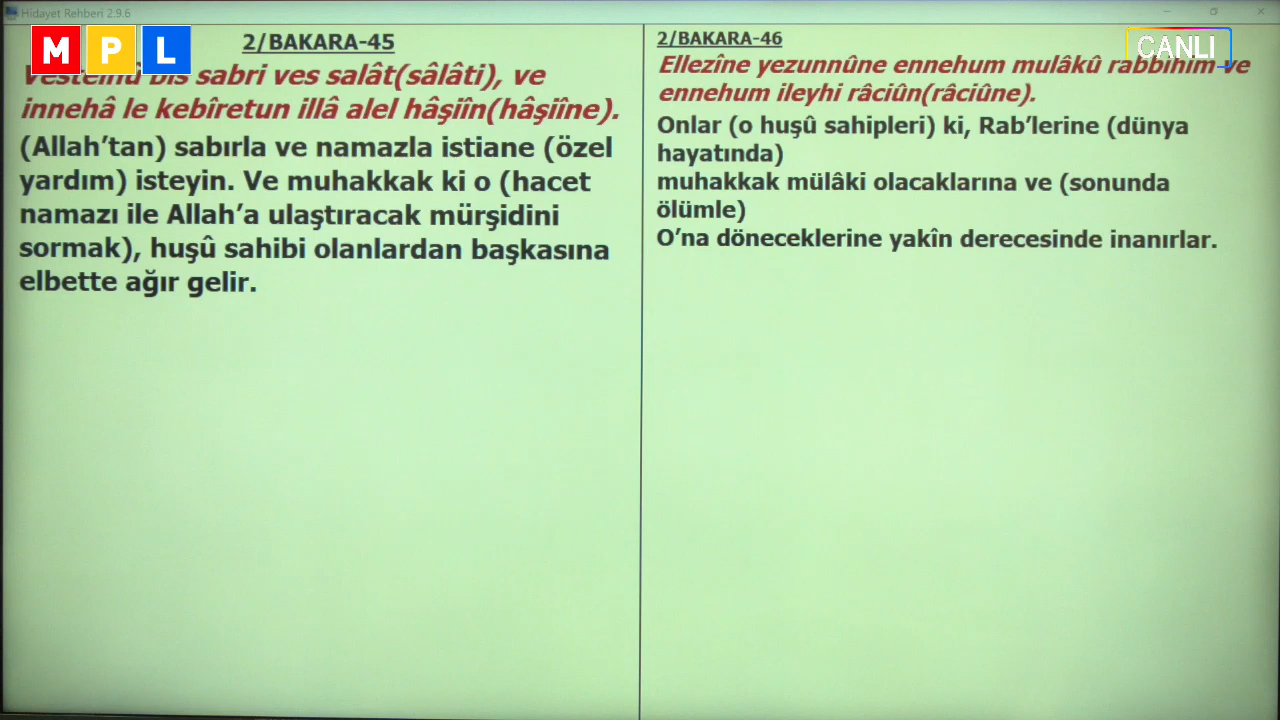 Hidayet Rehberi 2.9.6
MPL
CANLI
2/BAKARA-45
sabri ves salât(sâlâti), ve
innehâ le kebîretun illâ alel hâşiîn(hâşiîne).
(Allah'tan) sabırla ve namazla istiane (özel
yardım) isteyin. Ve muhakkak ki o (hacet
namazı ile Allah'a ulaştıracak mürşidini
sormak), huşû sahibi olanlardan başkasına
elbette ağır gelir.
2/BAKARA-46
Ellezîne yezunnûne ennehum mulâkû rabbihim ve
ennehum ileyhi râciûn(râciûne).
Onlar (o huşû sahipleri) ki, Rab'lerine (dünya
hayatında)
muhakkak mülâki olacaklarına ve (sonunda
ölümle)
O'na döneceklerine yakîn derecesinde inanırlar.